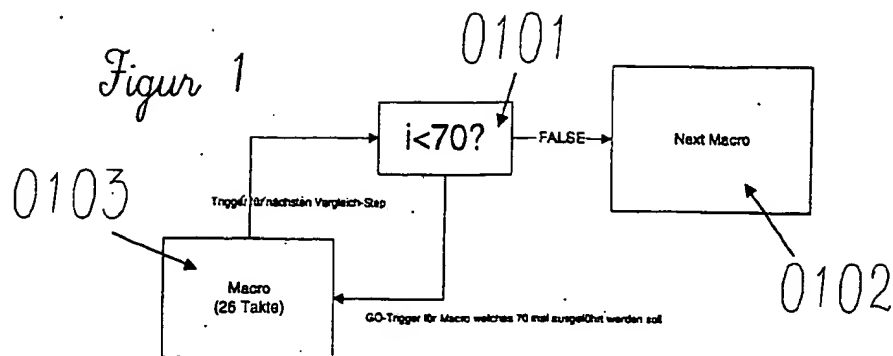 0101
Figur 1
i<70?
FALSE
Next Macro
0103
Trigger für nächsten Vergleich-Step
Macro
(26 Takte)
0102
GO-Trigger für Macro welches 70 mal ausgeführt werden soll